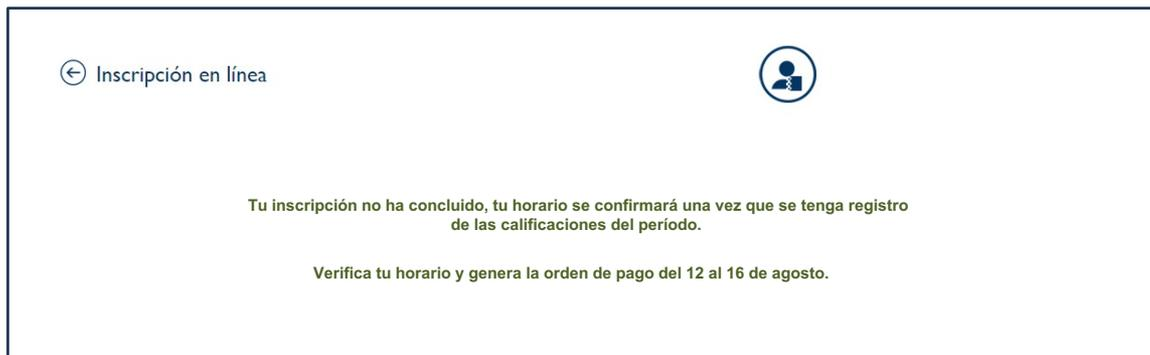 Inscripción en línea
Tu inscripción no ha concluido, tu horario se confirmará una vez que se tenga registro
de las calificaciones del período.
Verifica tu horario y genera la orden de pago del 12 al 16 de agosto.